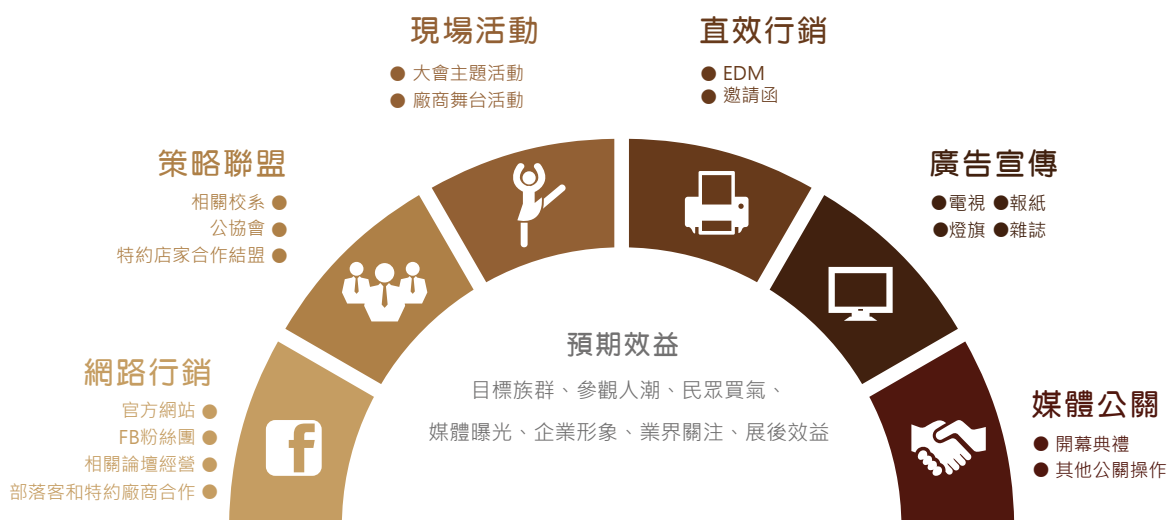 現場活動
● 大會主題活動
● 廠商舞台活動
直效行銷
● EDM
● 邀請函
策略聯盟
相關校系 ●
公協會 ●
特約店家合作結盟 ●
廣告宣傳
●電視 ●報紙
●燈旗 ●雜誌
網路行銷
官方網站 ●
FB粉絲團 ●
相關論壇經營 ●
部落客和特約廠商合作 ●
f
預期效益
目標族群、參觀人潮、民眾買氣、
媒體曝光、企業形象、業界關注、展後效益
媒體公關
● 開幕典禮
● 其他公關操作